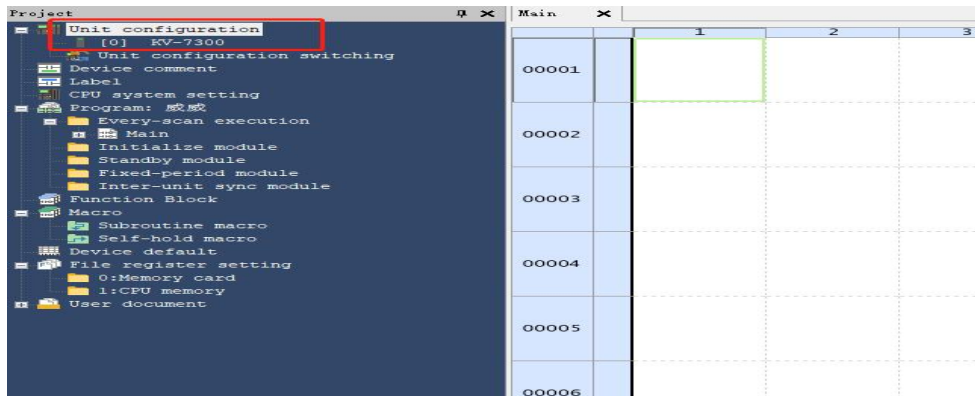 Project
Unit configuration
[0] KV-7300
Unit configuration switching
Device comment
Label
CPU system setting
Program: 威威
Every-scan execution
Main
Initialize module
Standby module
Fixed-period module
Inter-unit sync module
Function Block
Macro
Subroutine macro
Self-hold macro
Device default
File register setting
0:Memory card
1:CPU memory
User document
Main
1 2 3
00001
00002
00003
00004
00005
00006